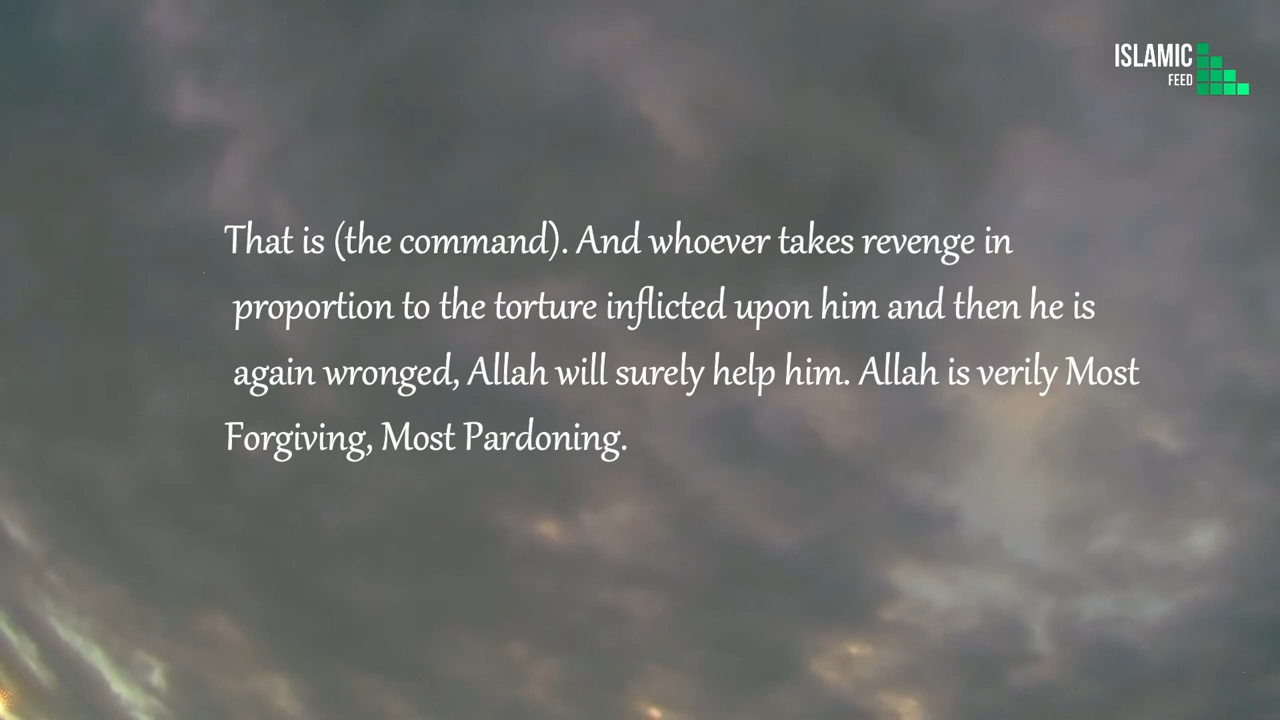 ISLAMIC
FEED
That is (the command). And whoever takes revenge in
proportion to the torture inflicted upon him and then he is
again wronged, Allah will surely help him. Allah is verily Most
Forgiving, Most Pardoning.